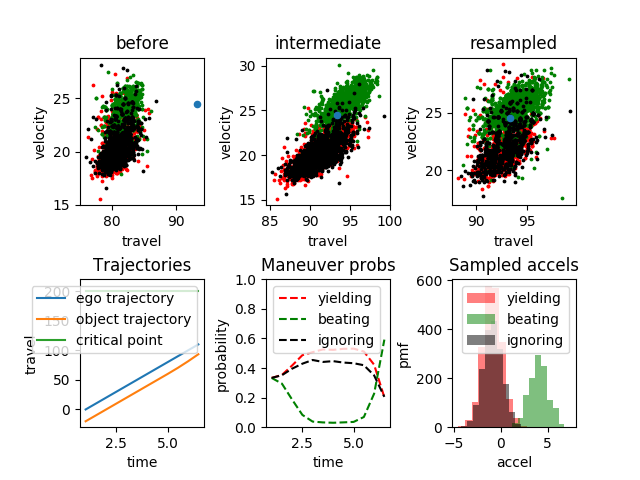 before
intermediate
resampled
velocity
25
20
15
80
90
travel
velocity
30
25
20
15
85
90
95
100
travel
velocity
25
20
90
95
travel
Trajectories
Maneuver probs
Sampled accels
travel
200
150
100
50
0
ego trajectory
object trajectory
critical point
2.5
5.0
time
probability
1.0
0.8
0.6
0.4
0.2
0.0
yielding
beating
ignoring
2.5
5.0
time
pmf
600
400
200
0
yielding
beating
ignoring
−5
0
5
accel